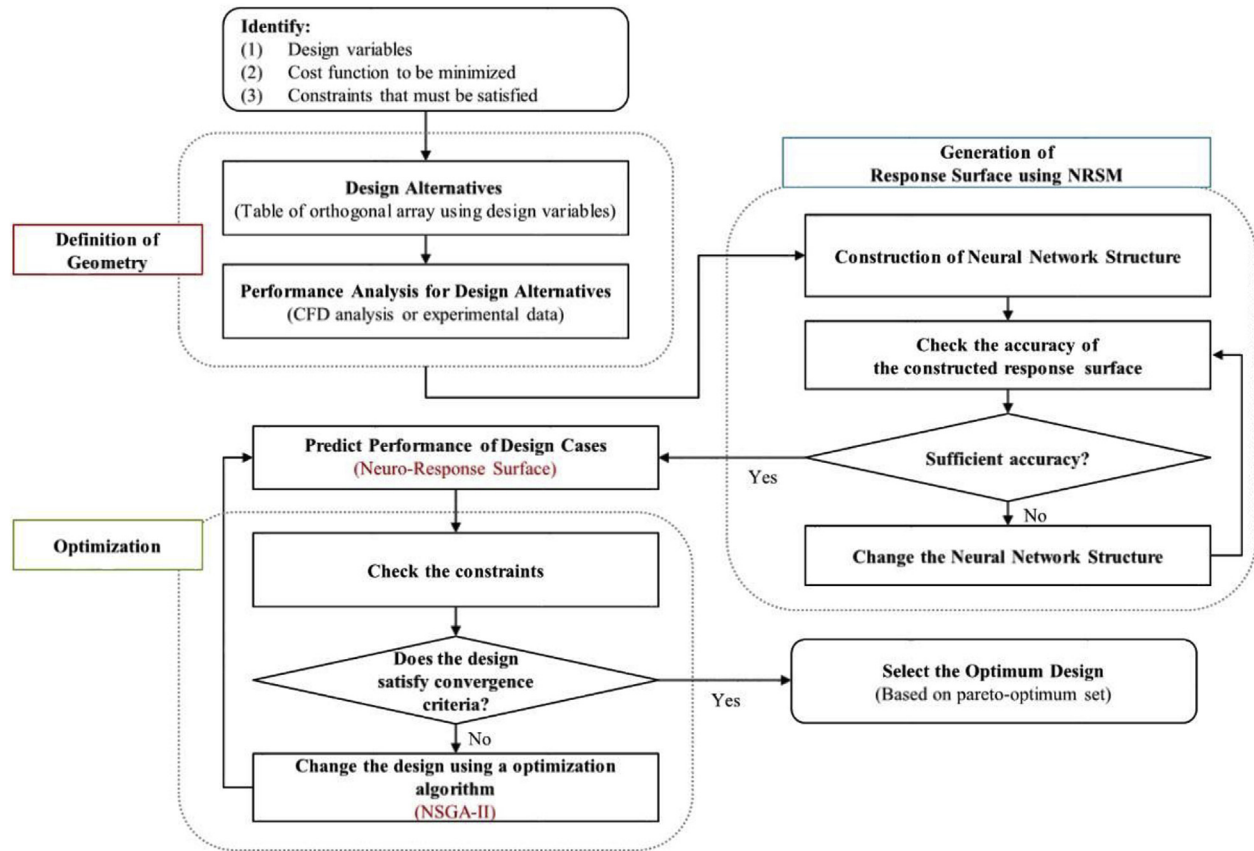 Identify:
(1) Design variables
(2) Cost function to be minimized
(3) Constraints that must be satisfied
Design Alternatives
(Table of orthogonal array using design variables)
Definition of
Geometry
Performance Analysis for Design Alternatives
(CFD analysis or experimental data)
Generation of
Response Surface using NRSM
Construction of Neural Network Structure
Check the accuracy of
the constructed response surface
Sufficient accuracy?
Yes
No
Change the Neural Network Structure
Predict Performance of Design Cases
(Neuro-Response Surface)
Optimization
Check the constraints
Does the design
satisfy convergence
criteria?
Yes
No
Change the design using a optimization
algorithm
(NSGA-II)
Select the Optimum Design
(Based on pareto-optimum set)